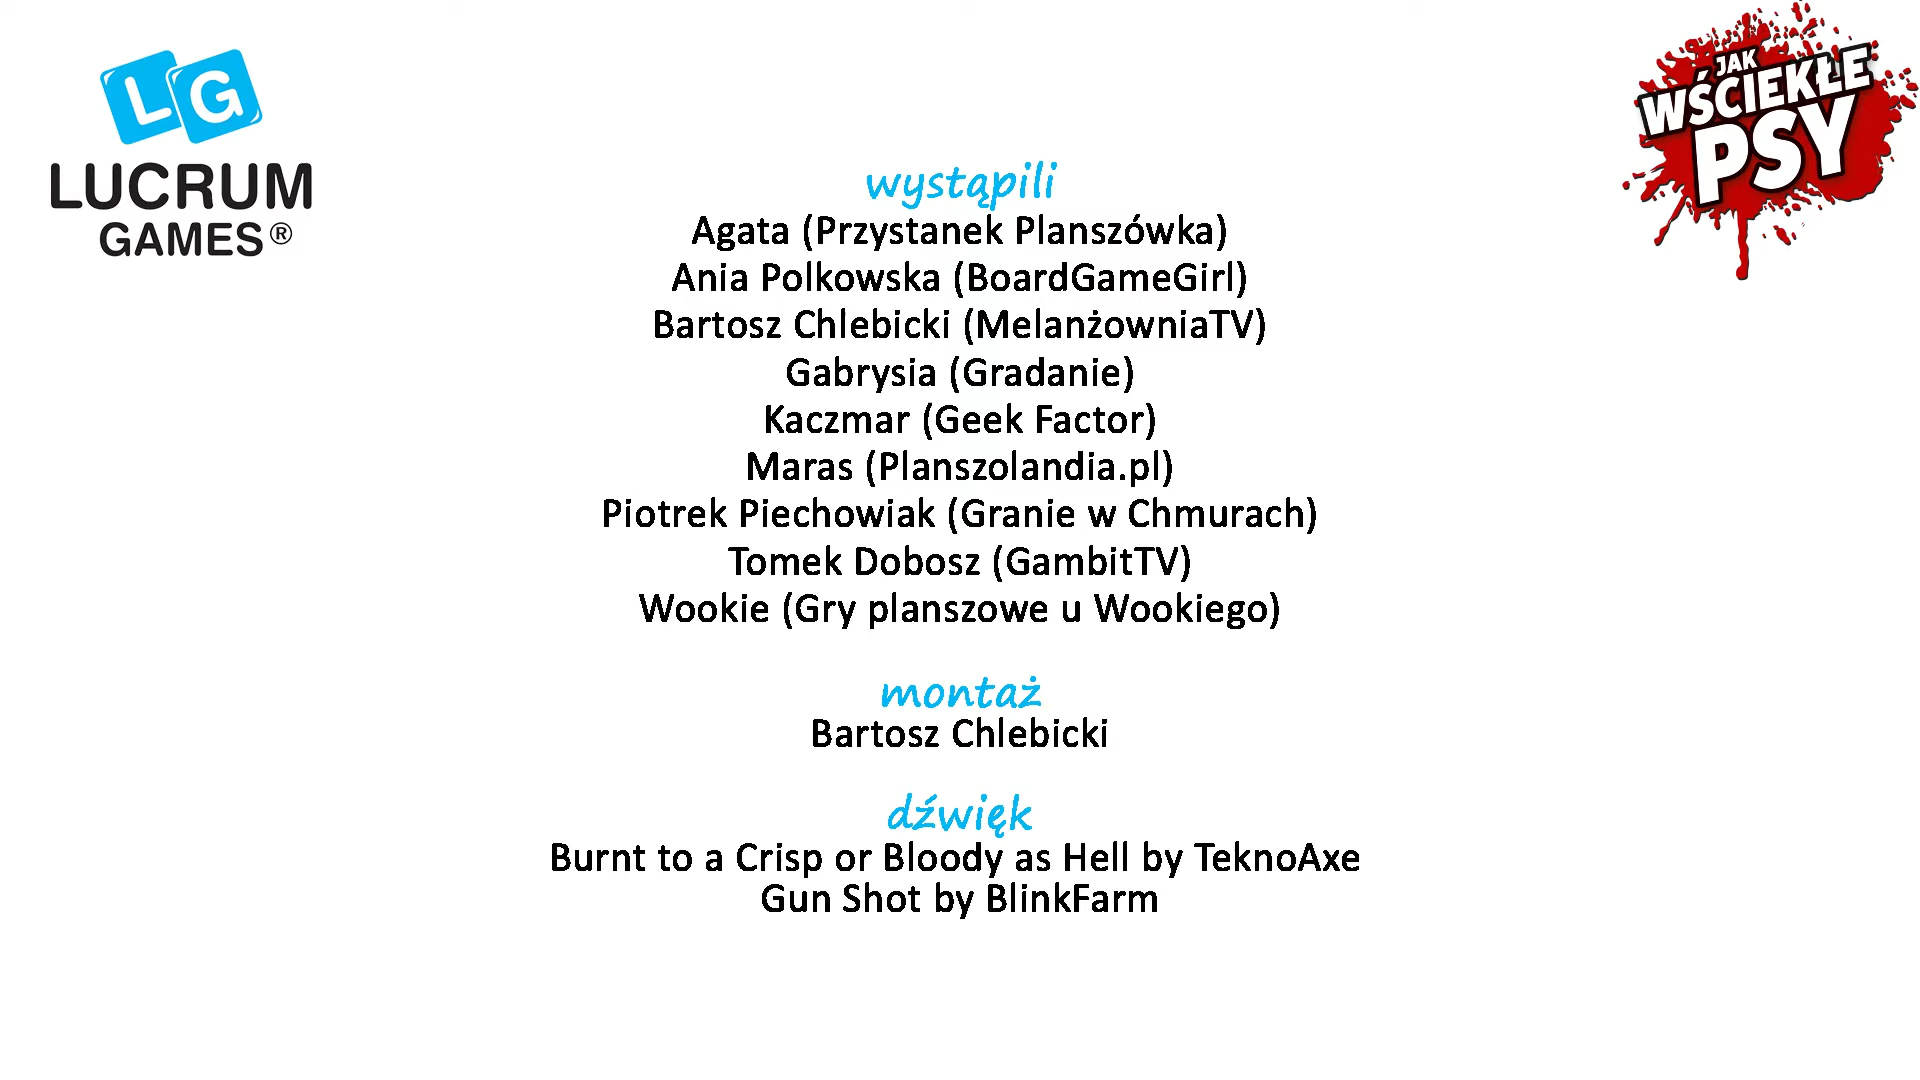 LG
LUCRUM
GAMES®
JAK
WŚCIEKŁE
PSY
wystąpili
Agata (Przystanek Planszówka)
Ania Polkowska (BoardGameGirl)
Bartosz Chlebicki (MelanżowniaTV)
Gabrysia (Gradanie)
Kaczmar (Geek Factor)
Maras (Planszolandia.pl)
Piotrek Piechowiak (Granie w Chmurach)
Tomek Dobosz (GambitTV)
Wookie (Gry planszowe u Wookiego)
montaż
Bartosz Chlebicki
dźwięk
Burnt to a Crisp or Bloody as Hell by TeknoAxe
Gun Shot by BlinkFarm